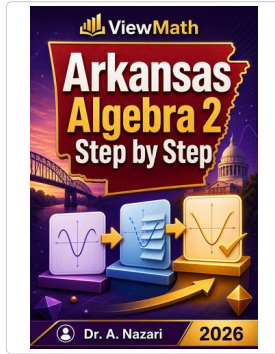 ViewMath
Arkansas
Algebra 2
Step by Step
Dr. A. Nazari
2026